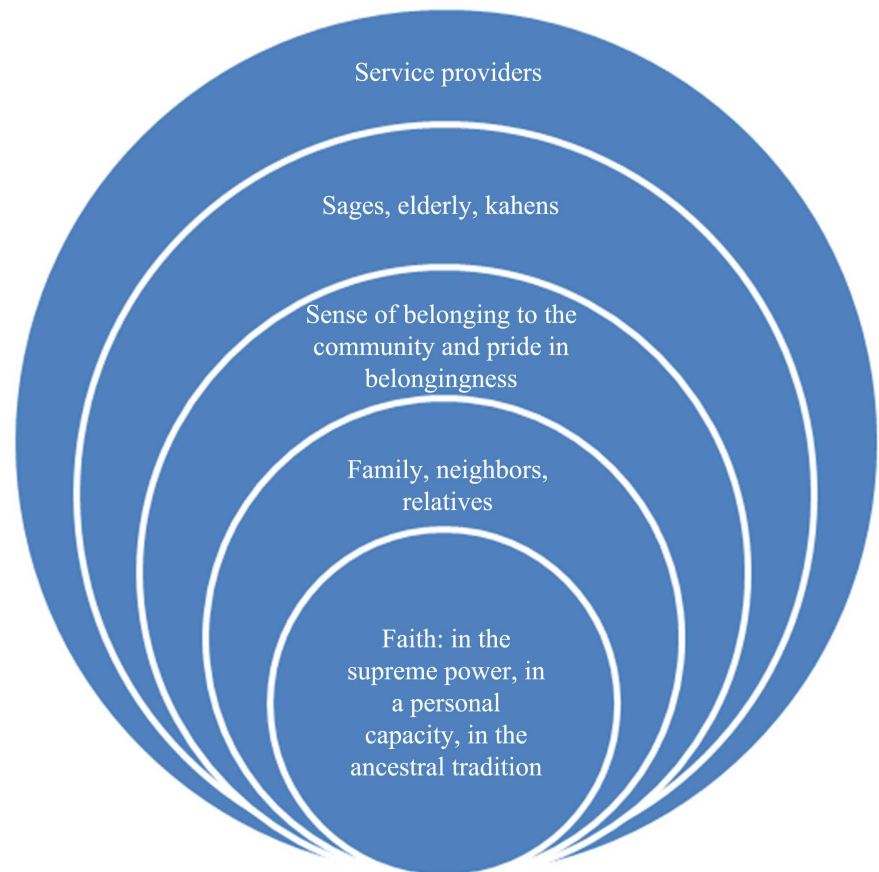 Service providers
Sages, elderly, kahens
Sense of belonging to the
community and pride in
belongingness
Family, neighbors,
relatives
Faith: in the
supreme power, in
a personal
capacity, in the
ancestral tradition